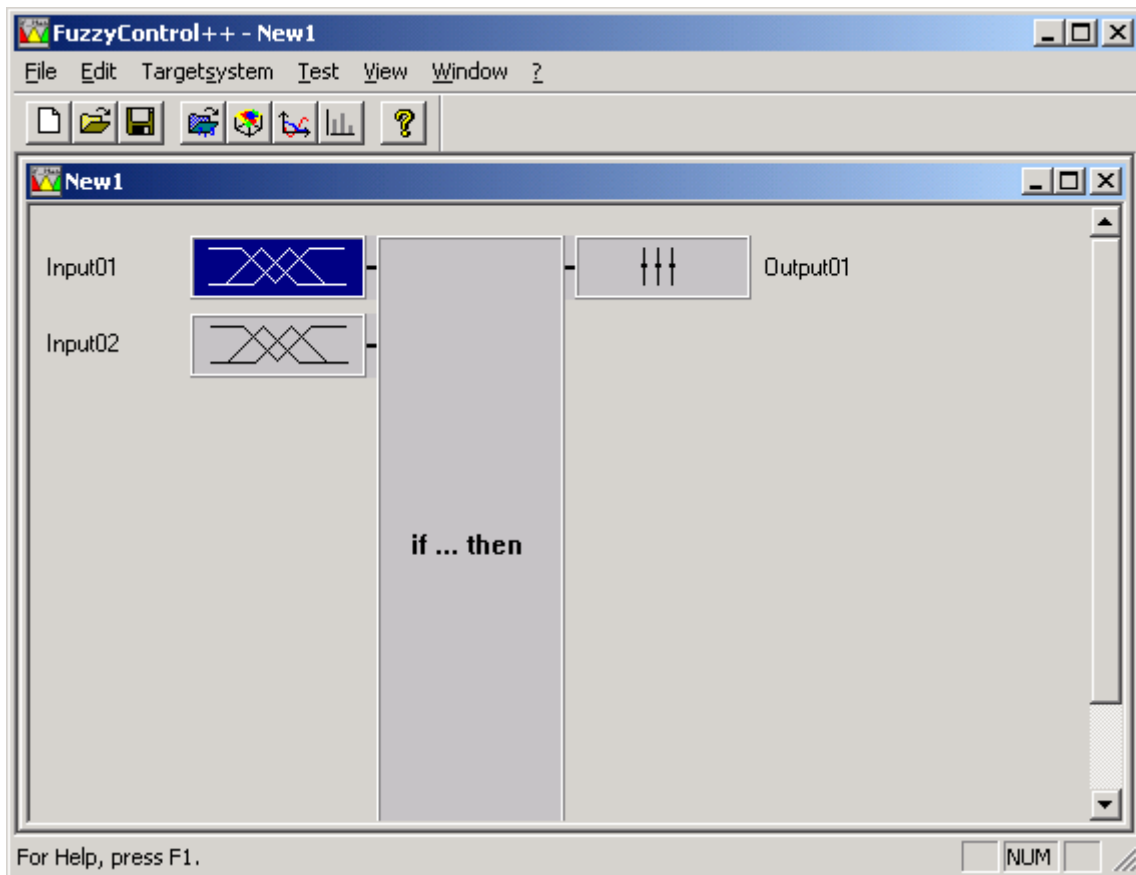 FuzzyControl++ - New1
File Edit Targetsystem Test View Window ?
New1
Input01
Output01
Input02
if ... then
For Help, press F1.
NUM